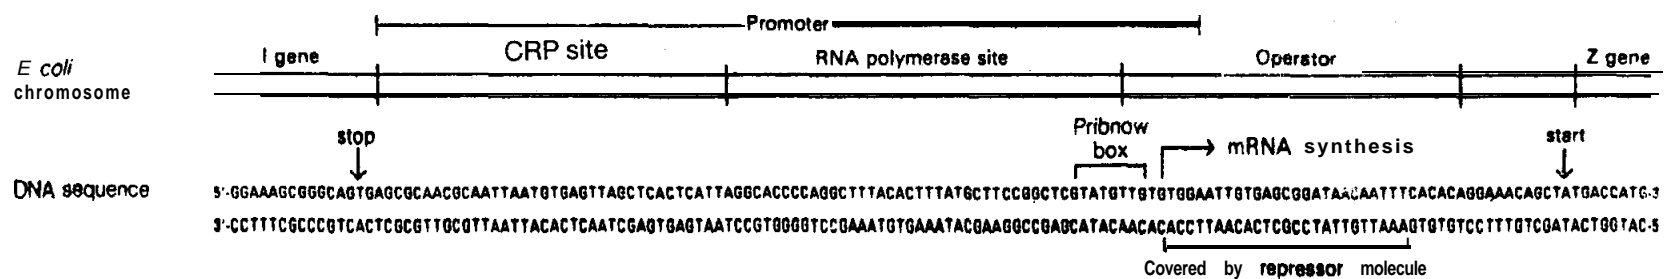 Promoter
I gene CRP site RNA polymerase site Operator Z gene
E coli
chromosome
stop Pribnow box mRNA synthesis start
DNA sequence 5'-GGAAAGCGGGCAGTGAGCGCAACGCAATTAATGTGAGTTAGCTCACTCATTAGGCACCCCAGGCTTTACACTTTATGCTTCCGGCTCGTATGTTGTGTGGAATTGTGAGCGGATAACAATTTCACACAGGAAACAGCTATGACCATG-3
3'-CCTTTCGCCCGTCACTCGCGTTGCGTTAATTACACTCAATCGAGTGAGTAATCCGTGGGGTCCGAAATGTGAAATACGAAGGCCGAGCATACAACACACCTTAACACTCGCCTATTGTTAAAGTGTGTCCTTTGTCGATACTGGTAC-5
Covered by repressor molecule